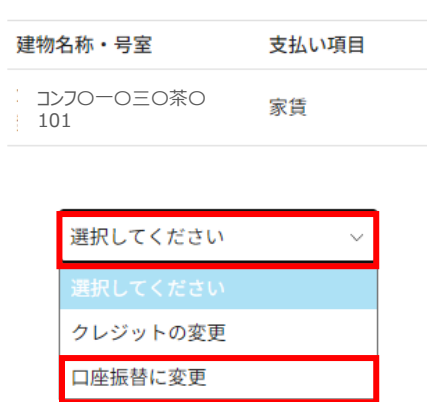 建物名称・号室 支払い項目
コンフ〇一〇三〇茶〇
101 家賃
選択してください
選択してください
クレジットの変更
口座振替に変更